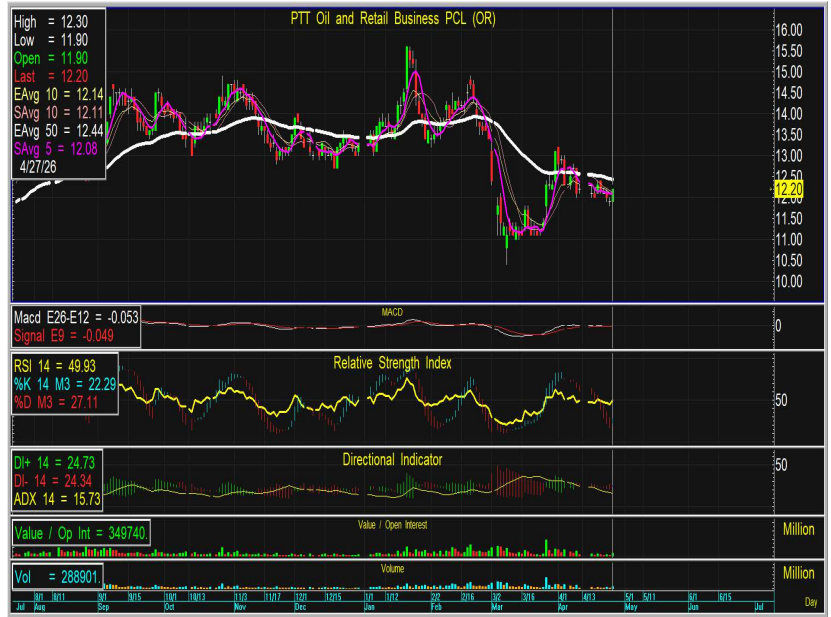 PTT Oil and Retail Business PCL (OR)
High = 12.30
Low = 11.90
Open = 11.90
Last = 12.20
EAvg 10 = 12.14
SAvg 10 = 12.11
EAvg 50 = 12.44
SAvg 5 = 12.08
4/27/26
16.00
15.50
15.00
14.50
14.00
13.50
13.00
12.50
12.20
12.00
11.50
11.00
10.50
10.00
MACD
Macd E26-E12 = -0.053
Signal E9 = -0.049
0
Relative Strength Index
RSI 14 = 49.93
%K 14 M3 = 22.29
%D M3 = 27.11
50
Directional Indicator
DI+ 14 = 24.73
DI- 14 = 24.34
ADX 14 = 15.73
50
Value / Open Interest
Value / Op Int = 349740.
Million
Volume
Vol = 288901.
Million
8/1 8/11 9/1 9/15 10/1 10/13 11/3 11/17 12/1 12/15 1/1 1/12 2/2 2/16 3/2 3/16 4/1 4/13 5/1 5/11 6/1 6/15
Jul Aug Sep Oct Nov Dec Jan Feb Mar Apr May Jun Jul Day